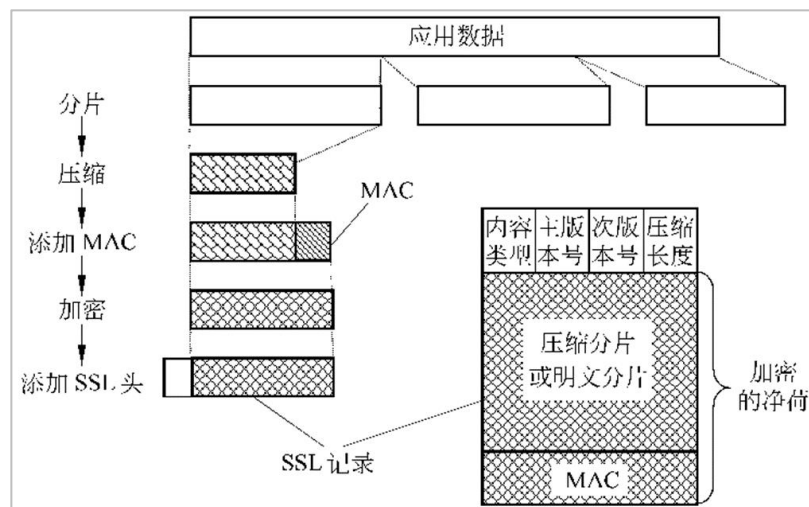 应用数据
分片
压缩
MAC
添加 MAC
加密
添加 SSL 头
SSL 记录
内容类型
主版本号
次版本号
压缩长度
压缩分片
或明文分片
加密
的净荷
MAC